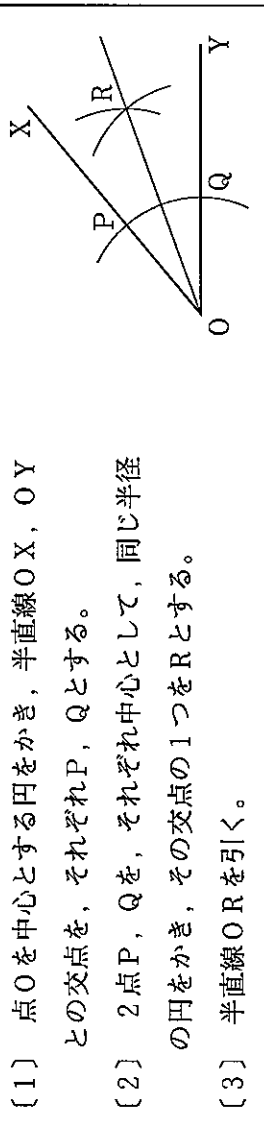 〔1〕 点Oを中心とする円をかき，半直線OX，OY
との交点を，それぞれP，Qとする。
〔2〕 2点P，Qを，それぞれ中心として，同じ半径
の円をかき，その交点の1つをRとする。
〔3〕 半直線ORを引く。
X
P
R
O
Q
Y